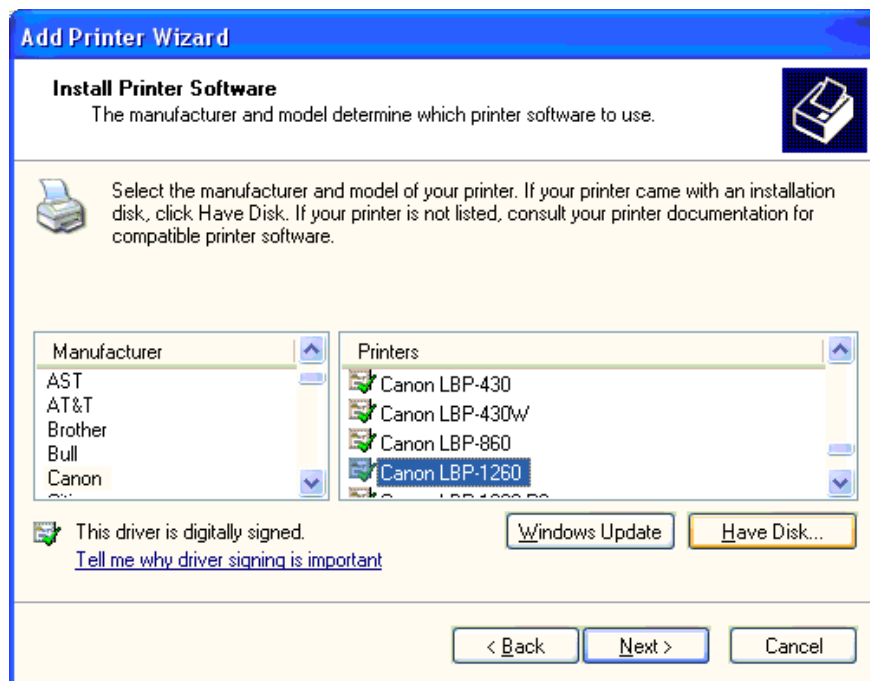 Add Printer Wizard
Install Printer Software
The manufacturer and model determine which printer software to use.
Select the manufacturer and model of your printer. If your printer came with an installation
disk, click Have Disk. If your printer is not listed, consult your printer documentation for
compatible printer software.
Manufacturer
AST
AT&T
Brother
Bull
Canon
Printers
Canon LBP-430
Canon LBP-430W
Canon LBP-860
Canon LBP-1260
This driver is digitally signed.
Tell me why driver signing is important
Windows Update
Have Disk...
< Back
Next >
Cancel